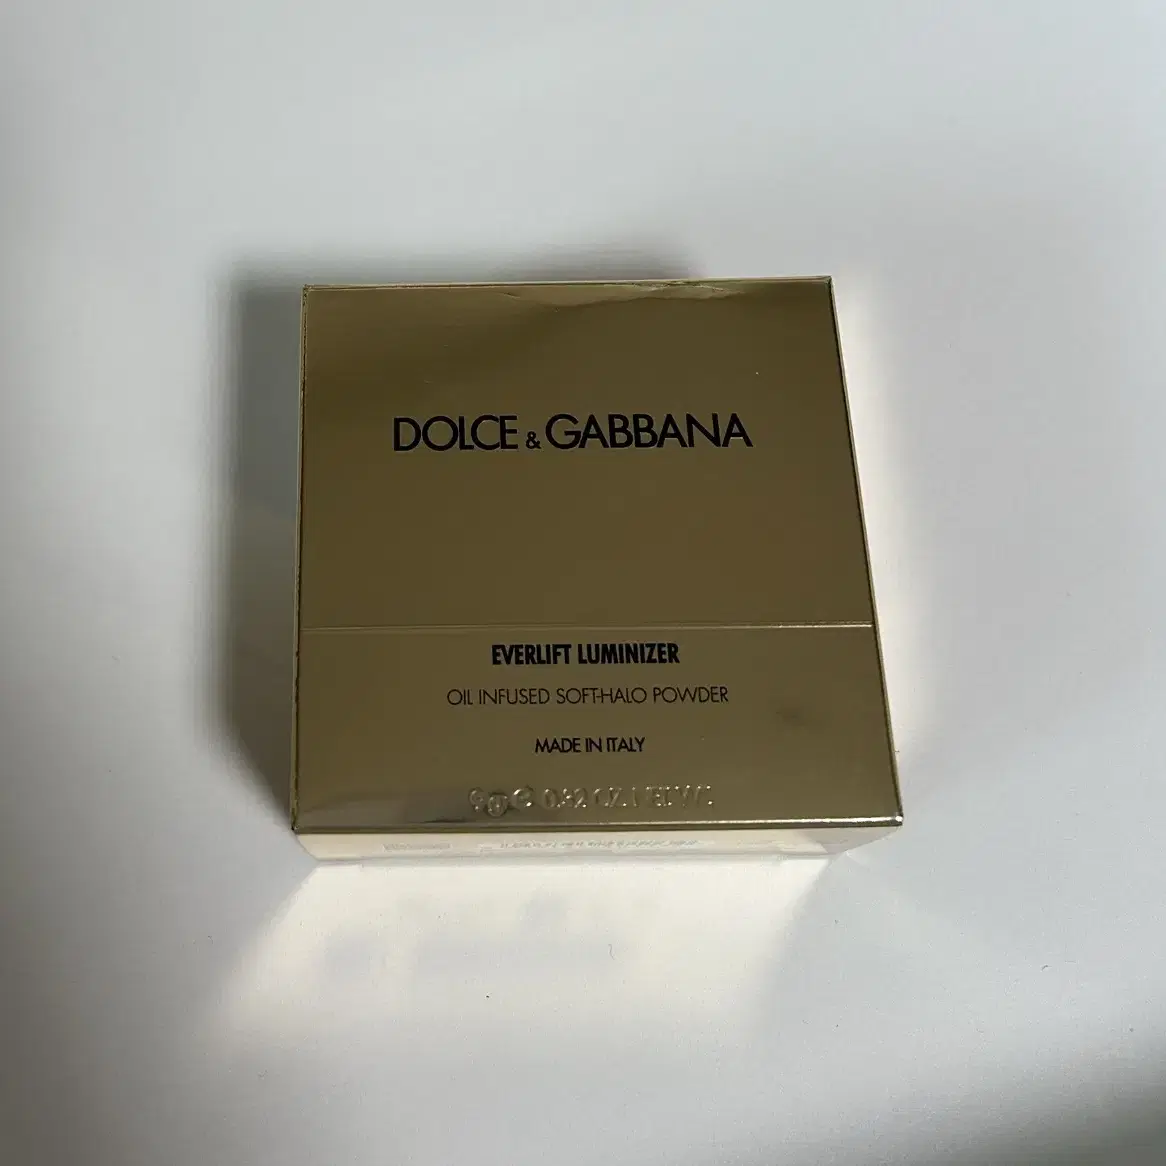 DOLCE & GABBANA
EVERLIFT LUMINIZER
OIL INFUSED SOFT-HALO POWDER
MADE IN ITALY